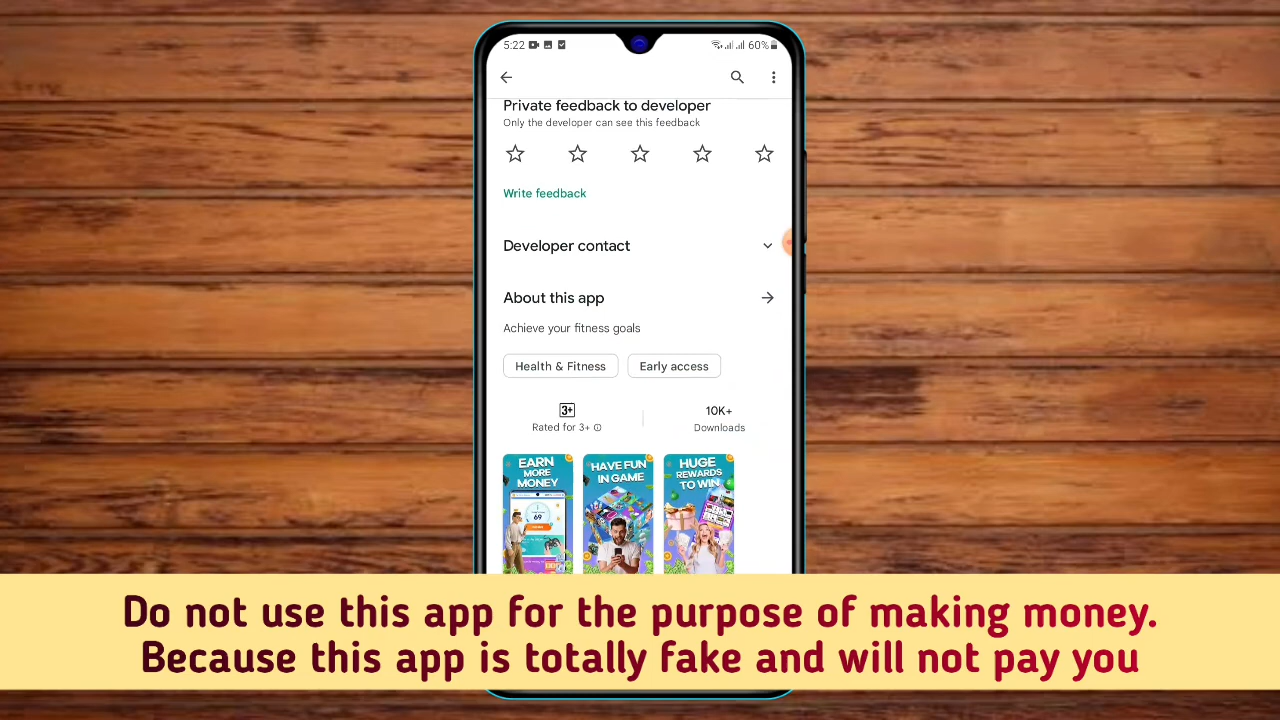 5:22
60%
Private feedback to developer
Only the developer can see this feedback
Write feedback
Developer contact
About this app
Achieve your fitness goals
Health & Fitness
Early access
3+
10K+
Rated for 3+
Downloads
EARN
MORE
MONEY
69
HAVE FUN
IN GAME
HUGE
REWARDS
TO WIN
Do not use this app for the purpose of making money.
Because this app is totally fake and will not pay you